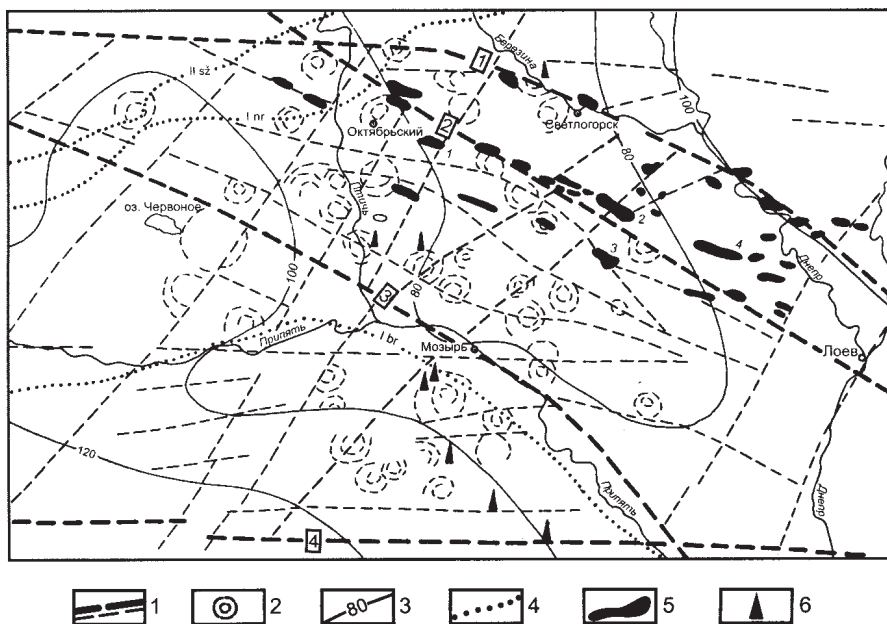 Березина
1
II sž
100
I nr
2
Октябрьский
Светлогорск
1
80
оз. Червоное
Птичь
2
4
3
Днепр
100
3
80
Припять
I br
Мозырь
Лоев
120
Припять
Днепр
4
1
2
80
3
4
5
6